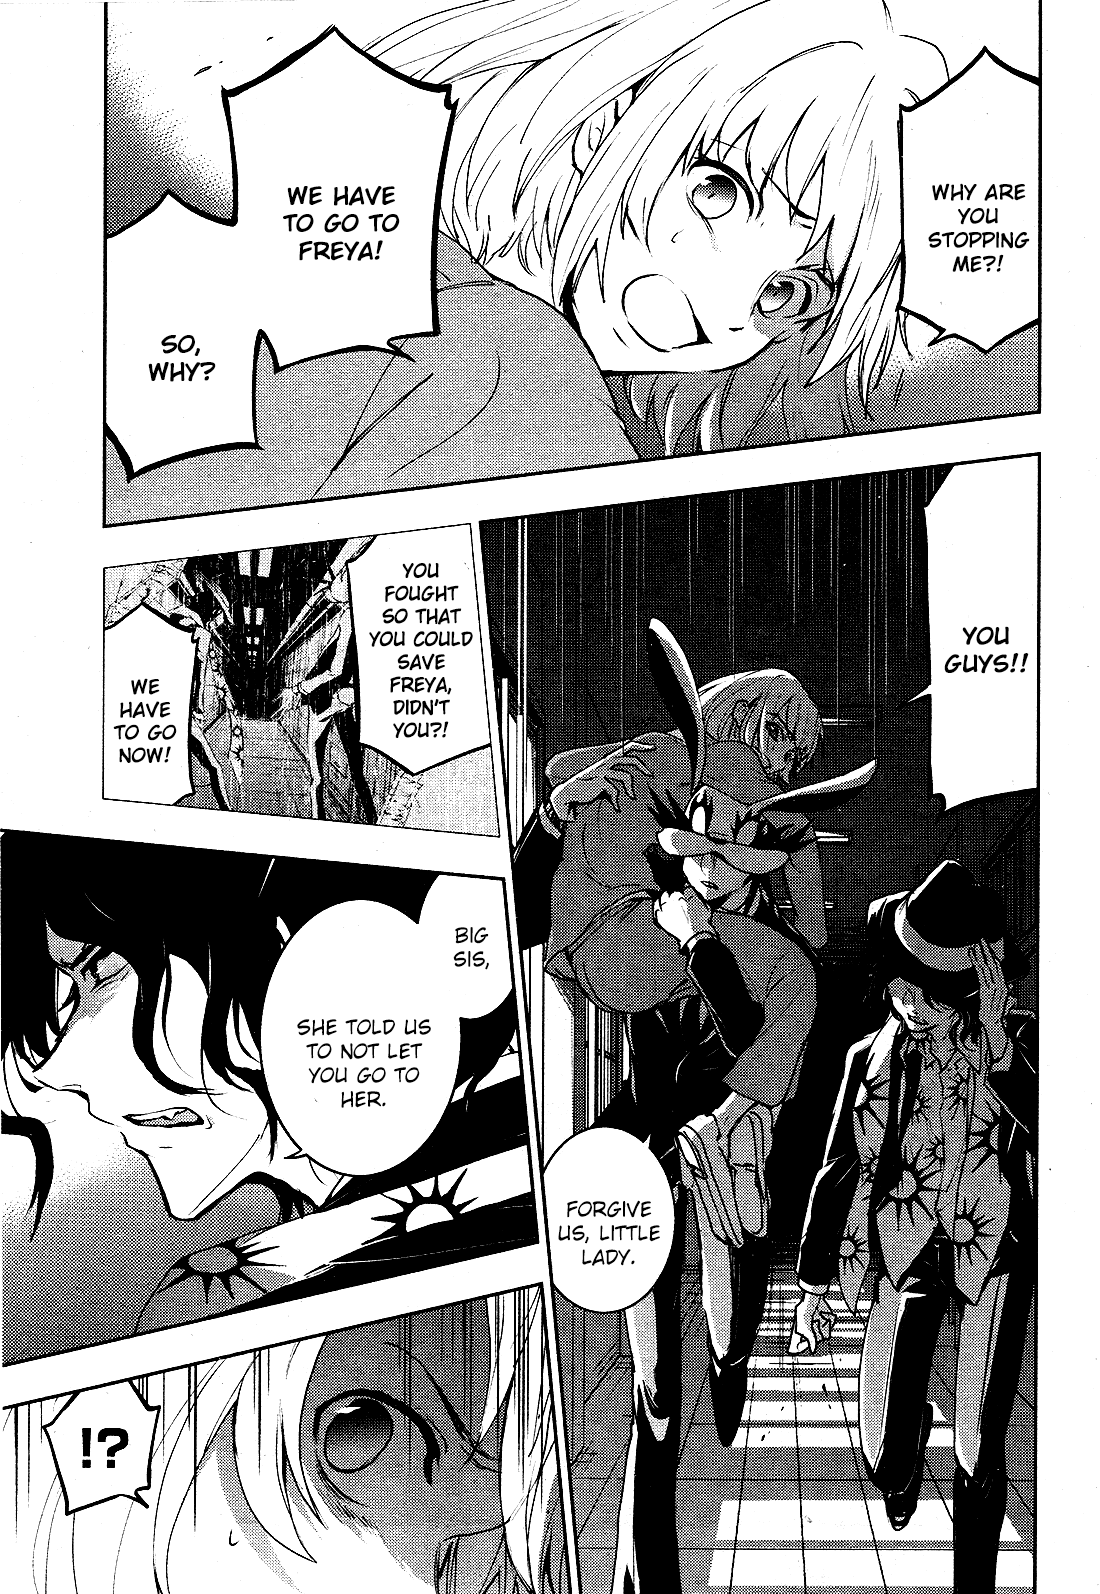 WHY ARE
YOU
STOPPING
ME?!
WE HAVE
TO GO TO
FREYA!
SO,
WHY?
YOU
GUYS!!
FORGIVE
US, LITTLE
LADY.
YOU
FOUGHT
SO THAT
YOU COULD
SAVE
FREYA,
DIDN'T
YOU?!
WE
HAVE
TO GO
NOW!
BIG
SIS,
SHE TOLD US
TO NOT LET
YOU GO TO
HER.
!?